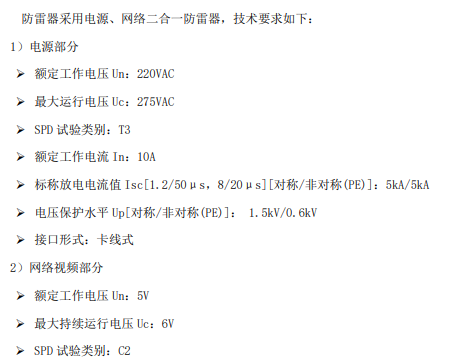 防雷器采用电源、网络二合一防雷器，技术要求如下：
1）电源部分
➢ 额定工作电压 Un：220VAC
➢ 最大运行电压 Uc：275VAC
➢ SPD 试验类别：T3
➢ 额定工作电流 In：10A
➢ 标称放电电流值 Isc[1.2/50μs，8/20μs][对称/非对称(PE)]：5kA/5kA
➢ 电压保护水平 Up[对称/非对称(PE)]： 1.5kV/0.6kV
➢ 接口形式：卡线式
2）网络视频部分
➢ 额定工作电压 Un：5V
➢ 最大持续运行电压 Uc：6V
➢ SPD 试验类别：C2